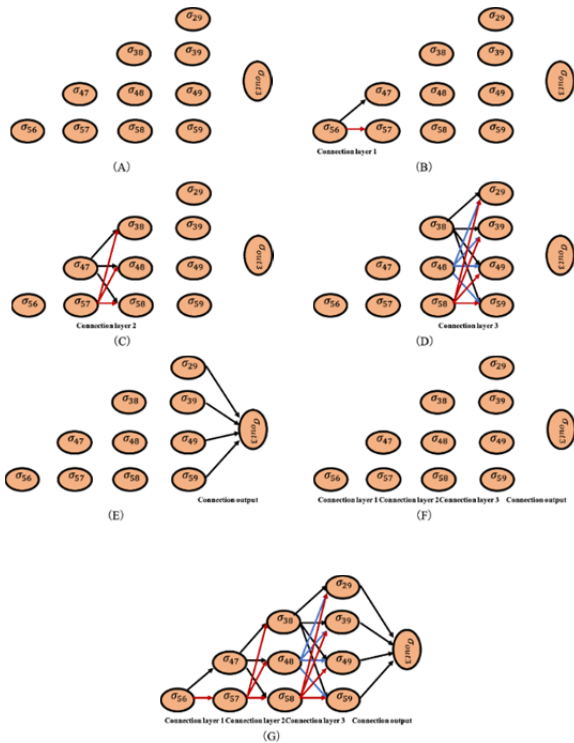 σ29
σ38 σ39
σ47 σ48 σ49
σ56 σ57 σ58 σ59
σout3
(A)
σ29
σ38 σ39
σ47 σ48 σ49
σ56 σ57 σ58 σ59
σout3
Connection layer 1
(B)
σ29
σ38 σ39
σ47 σ48 σ49
σ56 σ57 σ58 σ59
σout3
Connection layer 2
(C)
σ29
σ38 σ39
σ47 σ48 σ49
σ56 σ57 σ58 σ59
σout3
Connection layer 3
(D)
σ29
σ38 σ39
σ47 σ48 σ49
σ56 σ57 σ58 σ59
σout3
Connection output
(E)
σ29
σ38 σ39
σ47 σ48 σ49
σ56 σ57 σ58 σ59
σout3
Connection layer 1 Connection layer 2 Connection layer 3 Connection output
(F)
σ29
σ38 σ39
σ47 σ48 σ49
σ56 σ57 σ58 σ59
σout3
Connection layer 1 Connection layer 2 Connection layer 3 Connection output
(G)